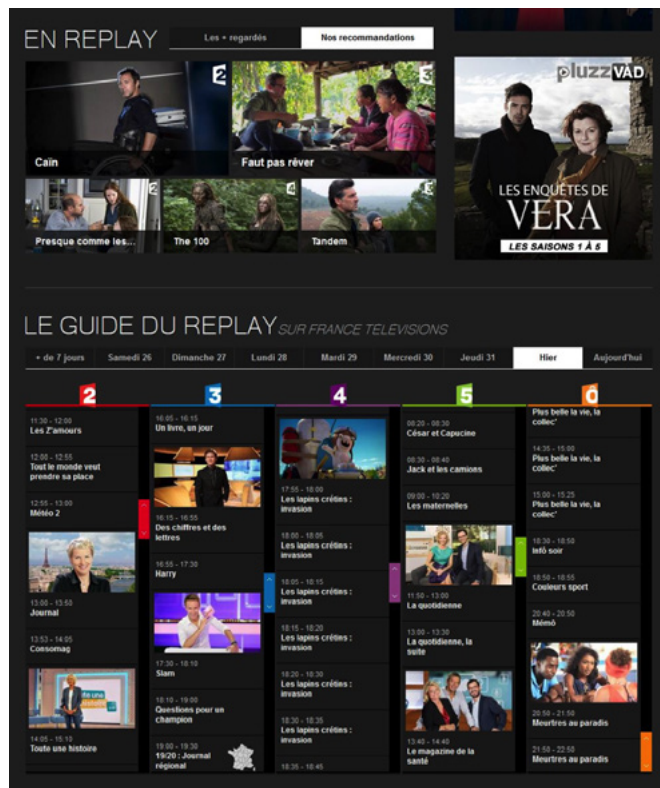 EN REPLAY
Les + regardés
Nos recommandations
2
3
Caïn
Faut pas rêver
3
4
3
Presque comme les...
The 100
Tandem
pluzz VAD
LES ENQUÊTES DE
VERA
LES SAISONS 1 À 5
LE GUIDE DU REPLAY SUR FRANCE TELEVISIONS
+ de 7 jours
Samedi 26
Dimanche 27
Lundi 28
Mardi 29
Mercredi 30
Jeudi 31
Hier
Aujourd'hui
2
11:30 - 12:00
Les Z'amours
12:00 - 12:55
Tout le monde veut
prendre sa place
12:55 - 13:00
Météo 2
13:00 - 13:50
Journal
13:53 - 14:05
Consomag
14:05 - 15:10
Toute une histoire
3
16:05 - 16:15
Un livre, un jour
16:15 - 16:55
Des chiffres et des
lettres
16:55 - 17:30
Harry
17:30 - 18:10
Slam
18:10 - 19:00
Questions pour un
champion
19:00 - 19:30
19/20 : Journal
régional
4
17:55 - 18:00
Les lapins crétins :
invasion
18:00 - 18:05
Les lapins crétins :
invasion
18:05 - 18:15
Les lapins crétins :
invasion
18:15 - 18:20
Les lapins crétins :
invasion
18:20 - 18:30
Les lapins crétins :
invasion
18:30 - 18:35
Les lapins crétins :
invasion
18:35 - 18:45
5
08:20 - 08:30
César et Capucine
08:30 - 08:40
Jack et les camions
09:00 - 10:20
Les maternelles
11:50 - 13:00
La quotidienne
13:00 - 13:30
La quotidienne, la
suite
13:40 - 14:40
Le magazine de la
santé
Ô
Plus belle la vie, la
collec'
14:35 - 15:00
Plus belle la vie, la
collec'
15:00 - 15:25
Plus belle la vie, la
collec'
18:30 - 18:50
Infô soir
18:50 - 18:55
Couleurs sport
20:40 - 20:50
Mémô
20:50 - 21:50
Meurtres au paradis
21:50 - 22:50
Meurtres au paradis